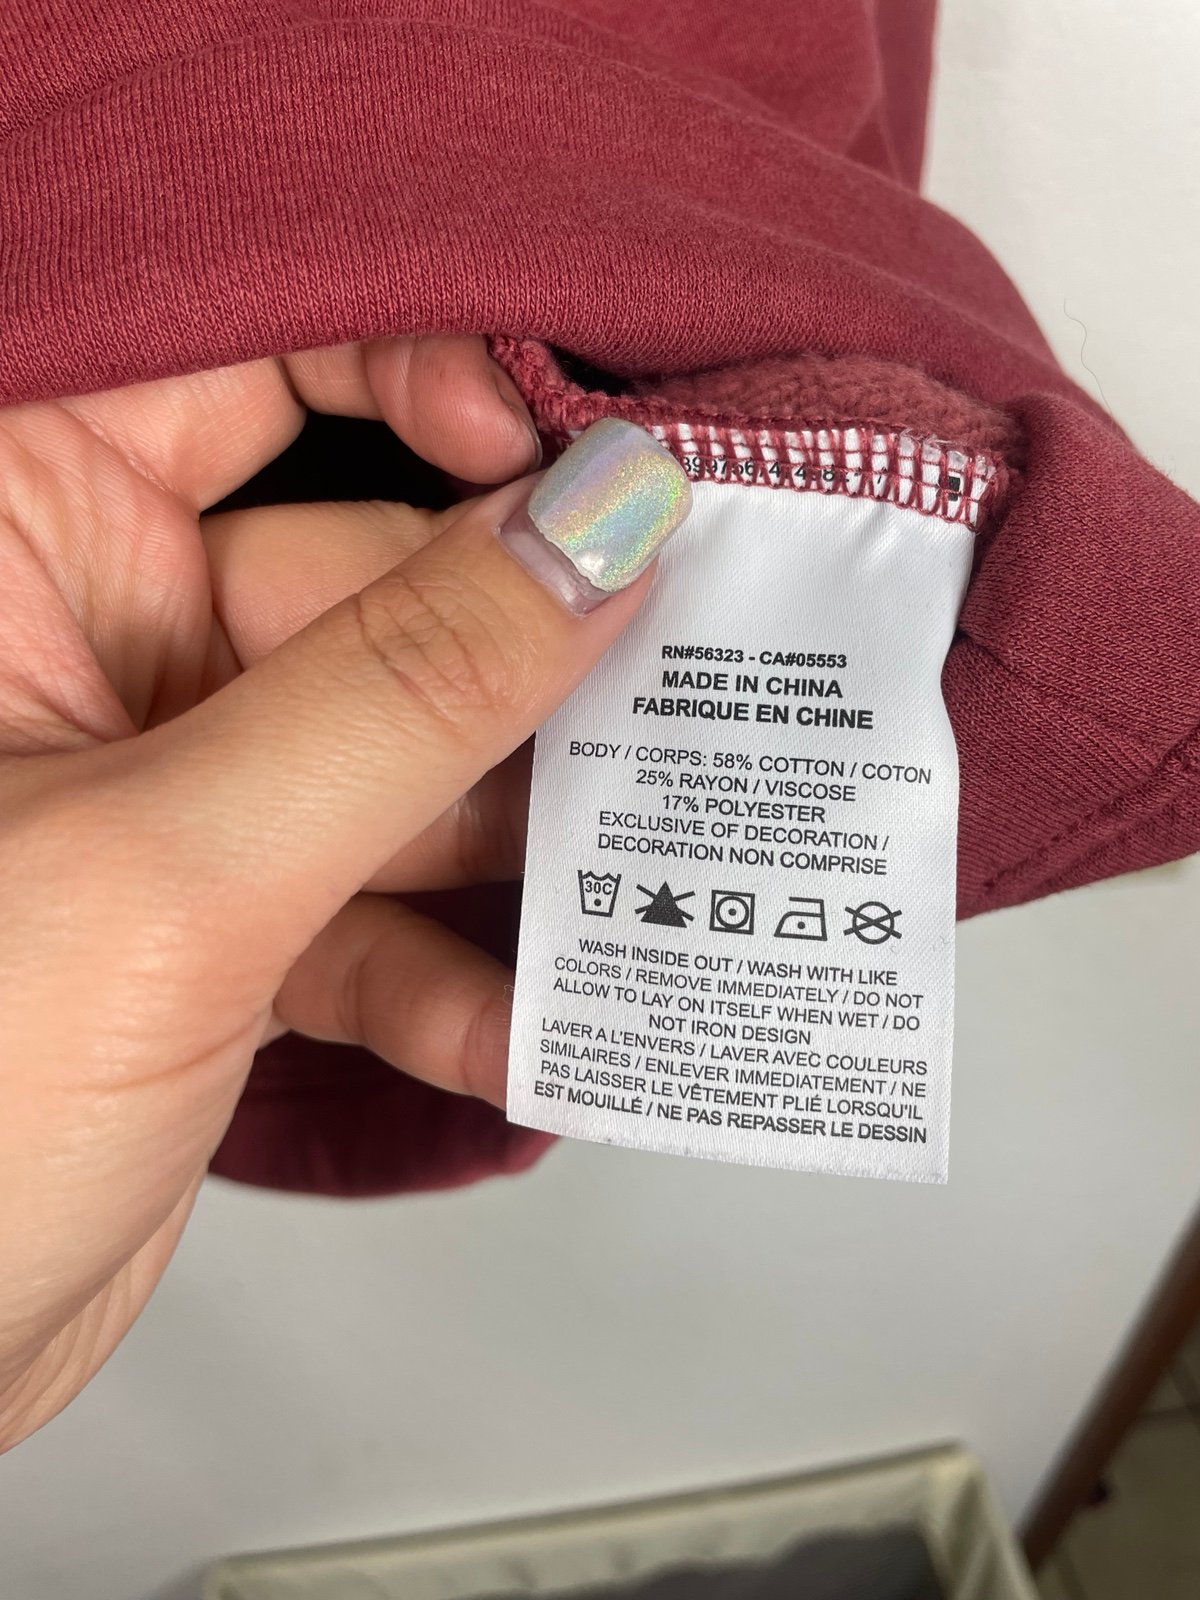 RN#56323 - CA#05553
MADE IN CHINA
FABRIQUE EN CHINE
BODY / CORPS: 58% COTTON / COTON
25% RAYON / VISCOSE
17% POLYESTER
EXCLUSIVE OF DECORATION /
DECORATION NON COMPRISE
30C
WASH INSIDE OUT / WASH WITH LIKE
COLORS / REMOVE IMMEDIATELY / DO NOT
ALLOW TO LAY ON ITSELF WHEN WET / DO
NOT IRON DESIGN
LAVER A L'ENVERS / LAVER AVEC COULEURS
SIMILAIRES / ENLEVER IMMEDIATEMENT / NE
PAS LAISSER LE VÊTEMENT PLIÉ LORSQU'IL
EST MOUILLÉ / NE PAS REPASSER LE DESSIN